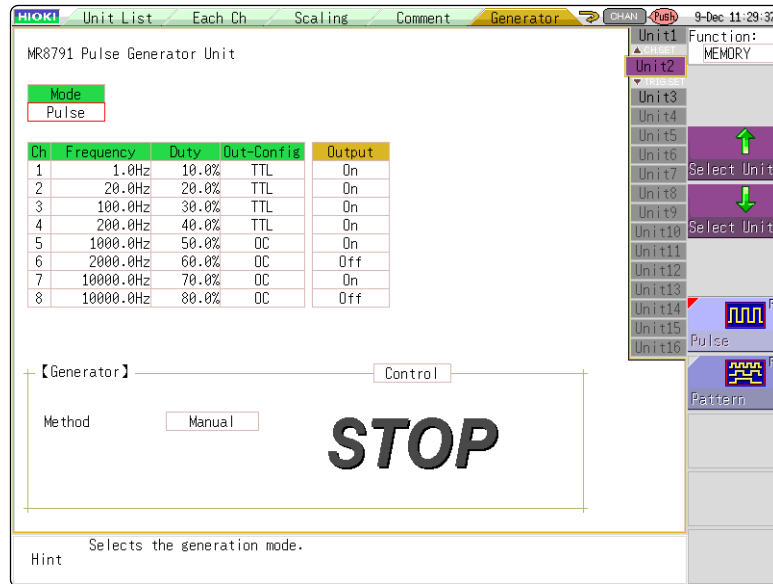 HIOKI Unit List Each Ch Scaling Comment Generator CHAN Push 9-Dec 11:29:32
MR8791 Pulse Generator Unit
Mode
Pulse
Ch Frequency Duty Out-Config Output
1 1.0Hz 10.0% TTL On
2 20.0Hz 20.0% TTL On
3 100.0Hz 30.0% TTL On
4 200.0Hz 40.0% TTL On
5 1000.0Hz 50.0% OC On
6 2000.0Hz 60.0% OC Off
7 10000.0Hz 70.0% OC On
8 10000.0Hz 80.0% OC Off
【Generator】 Control
Method Manual
STOP
Hint Selects the generation mode.
Unit1
▲CH.SET
Unit2
▼TRIG.SET
Unit3
Unit4
Unit5
Unit6
Unit7
Unit8
Unit9
Unit10
Unit11
Unit12
Unit13
Unit14
Unit15
Unit16
Function:
MEMORY
Select Unit
Select Unit
Pulse
Pattern